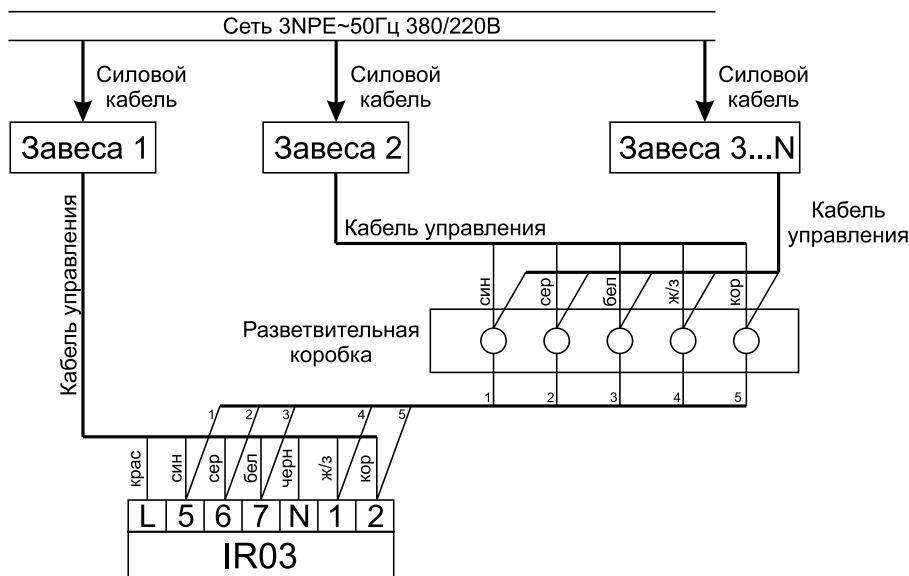 Сеть 3NPE~50Гц 380/220В
Силовой
кабель
Силовой
кабель
Силовой
кабель
Завеса 1
Завеса 2
Завеса 3...N
Кабель управления
Кабель управления
Кабель
управления
син
сер
бел
ж/з
кор
Разветвительная
коробка
1 2 3 4 5
1 2 3 4 5
крас
син
сер
бел
черн
ж/з
кор
L 5 6 7 N 1 2
IR03